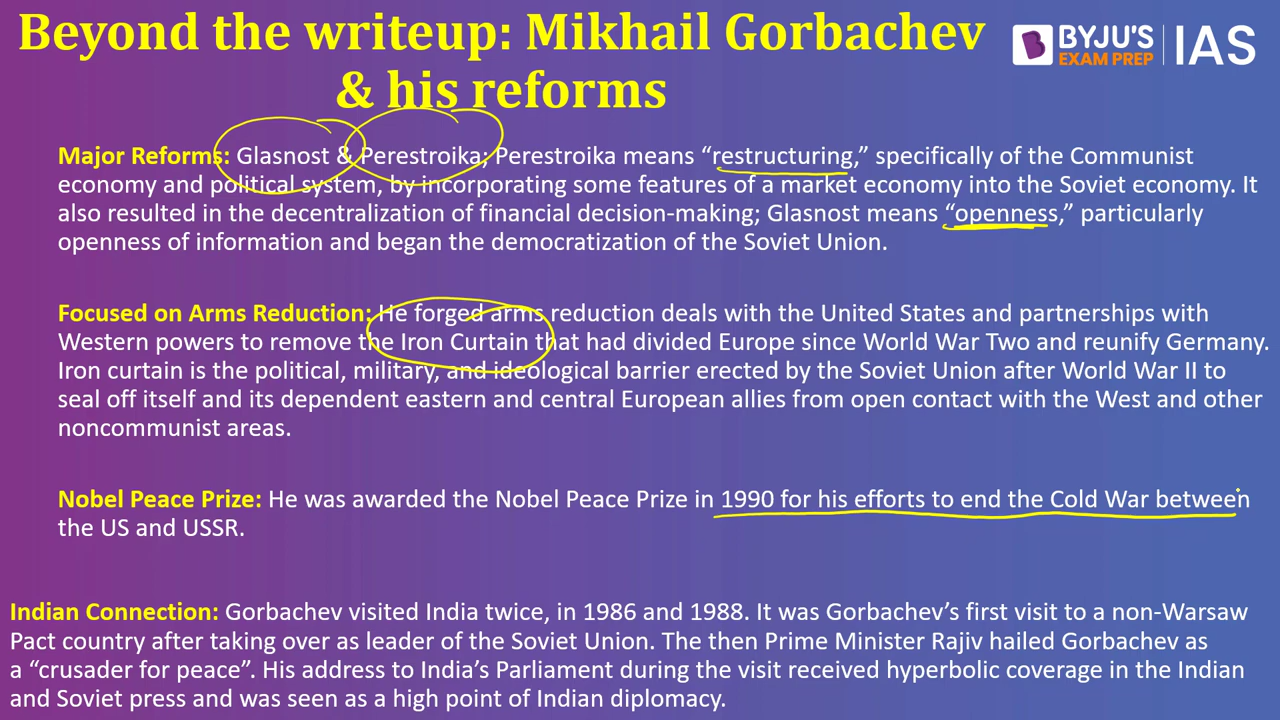 Beyond the writeup: Mikhail Gorbachev
& his reforms
BYJU'S
EXAM PREP
IAS
Major Reforms: Glasnost & Perestroika; Perestroika means “restructuring,” specifically of the Communist
economy and political system, by incorporating some features of a market economy into the Soviet economy. It
also resulted in the decentralization of financial decision-making; Glasnost means “openness,” particularly
openness of information and began the democratization of the Soviet Union.
Focused on Arms Reduction: He forged arms reduction deals with the United States and partnerships with
Western powers to remove the Iron Curtain that had divided Europe since World War Two and reunify Germany.
Iron curtain is the political, military, and ideological barrier erected by the Soviet Union after World War II to
seal off itself and its dependent eastern and central European allies from open contact with the West and other
noncommunist areas.
Nobel Peace Prize: He was awarded the Nobel Peace Prize in 1990 for his efforts to end the Cold War between
the US and USSR.
Indian Connection: Gorbachev visited India twice, in 1986 and 1988. It was Gorbachev’s first visit to a non-Warsaw
Pact country after taking over as leader of the Soviet Union. The then Prime Minister Rajiv hailed Gorbachev as
a “crusader for peace”. His address to India’s Parliament during the visit received hyperbolic coverage in the Indian
and Soviet press and was seen as a high point of Indian diplomacy.